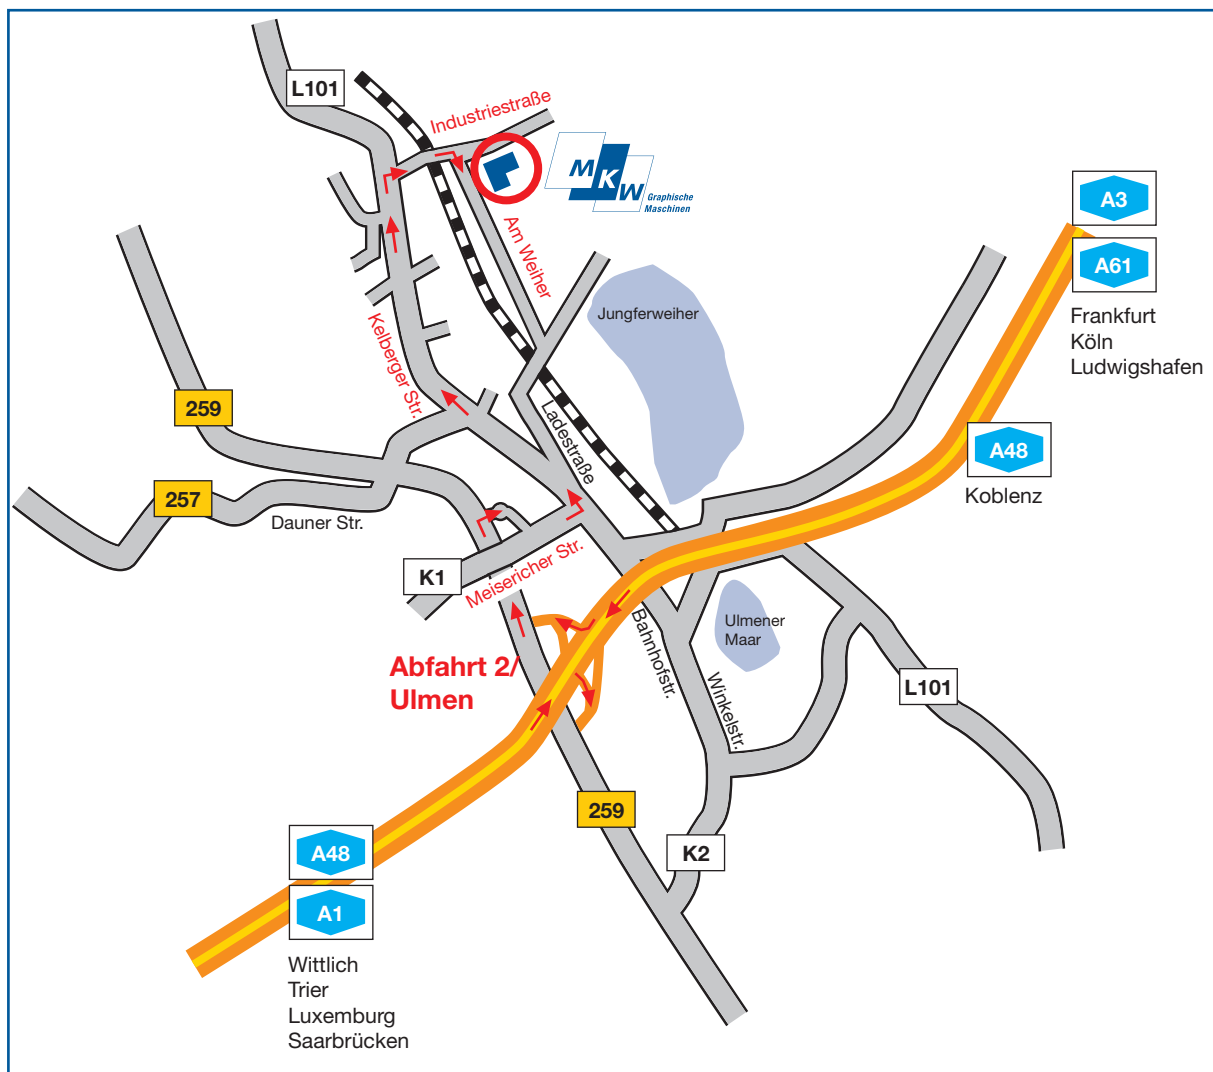 L101
Industriestraße
MKW
Graphische
Maschinen
A3
A61
Frankfurt
Köln
Ludwigshafen
Am Weiher
Jungferweiher
Kelberger Str.
259
Ladestraße
A48
Koblenz
257
Dauner Str.
K1
Meisericher Str.
Ulmener
Maar
Bahnhofstr.
Abfahrt 2/
Ulmen
Winkelstr.
L101
259
K2
A48
A1
Wittlich
Trier
Luxemburg
Saarbrücken